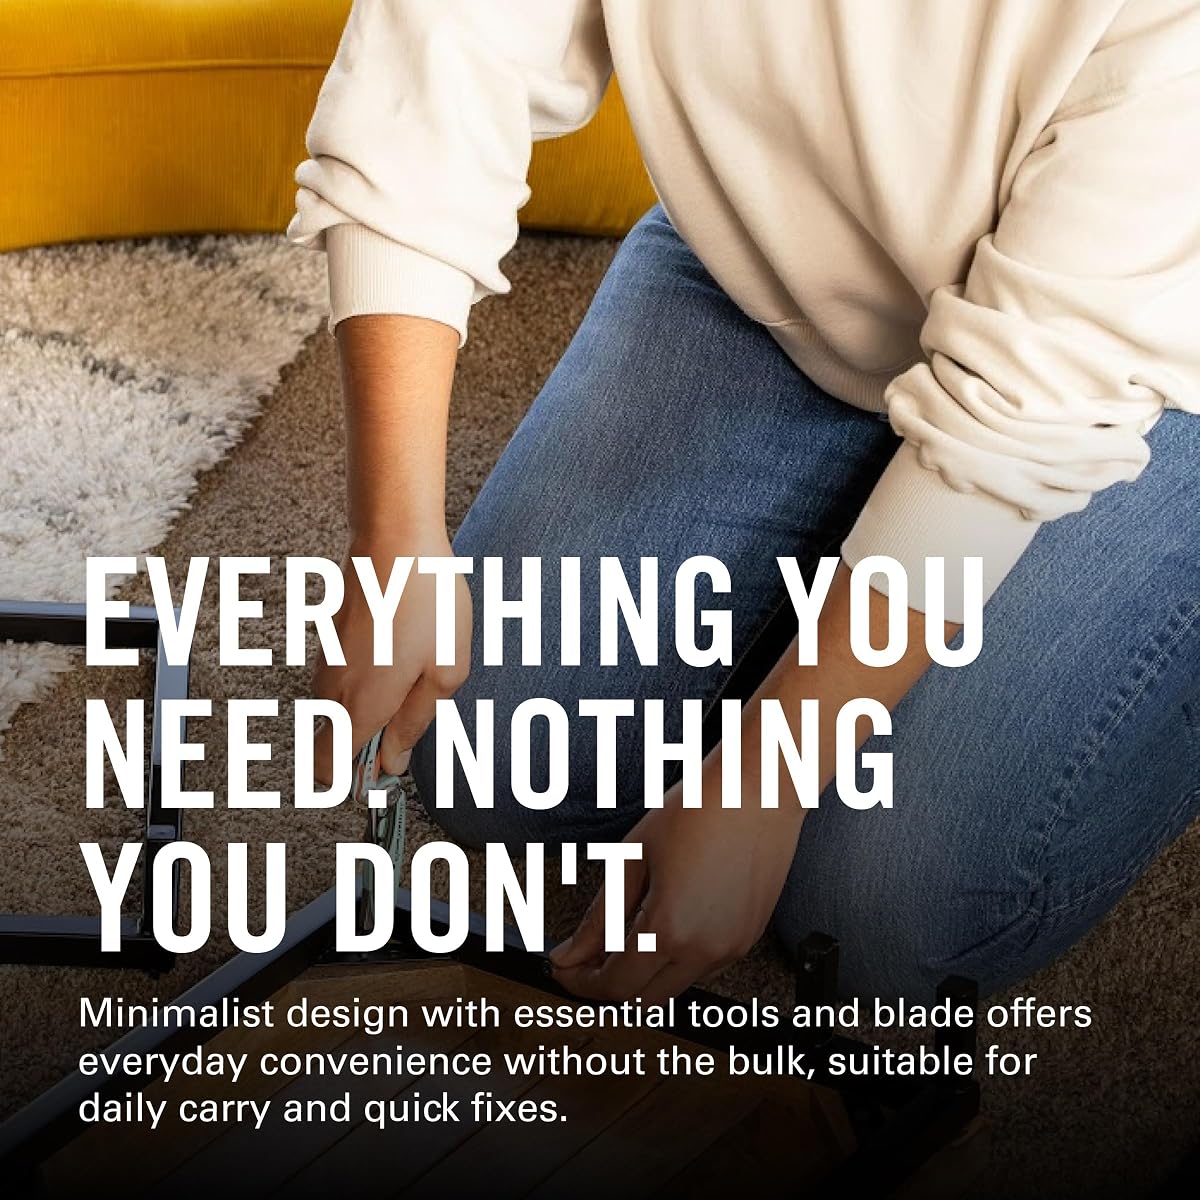 EVERYTHING YOU
NEED. NOTHING
YOU DON'T.
Minimalist design with essential tools and blade offers
everyday convenience without the bulk, suitable for
daily carry and quick fixes.